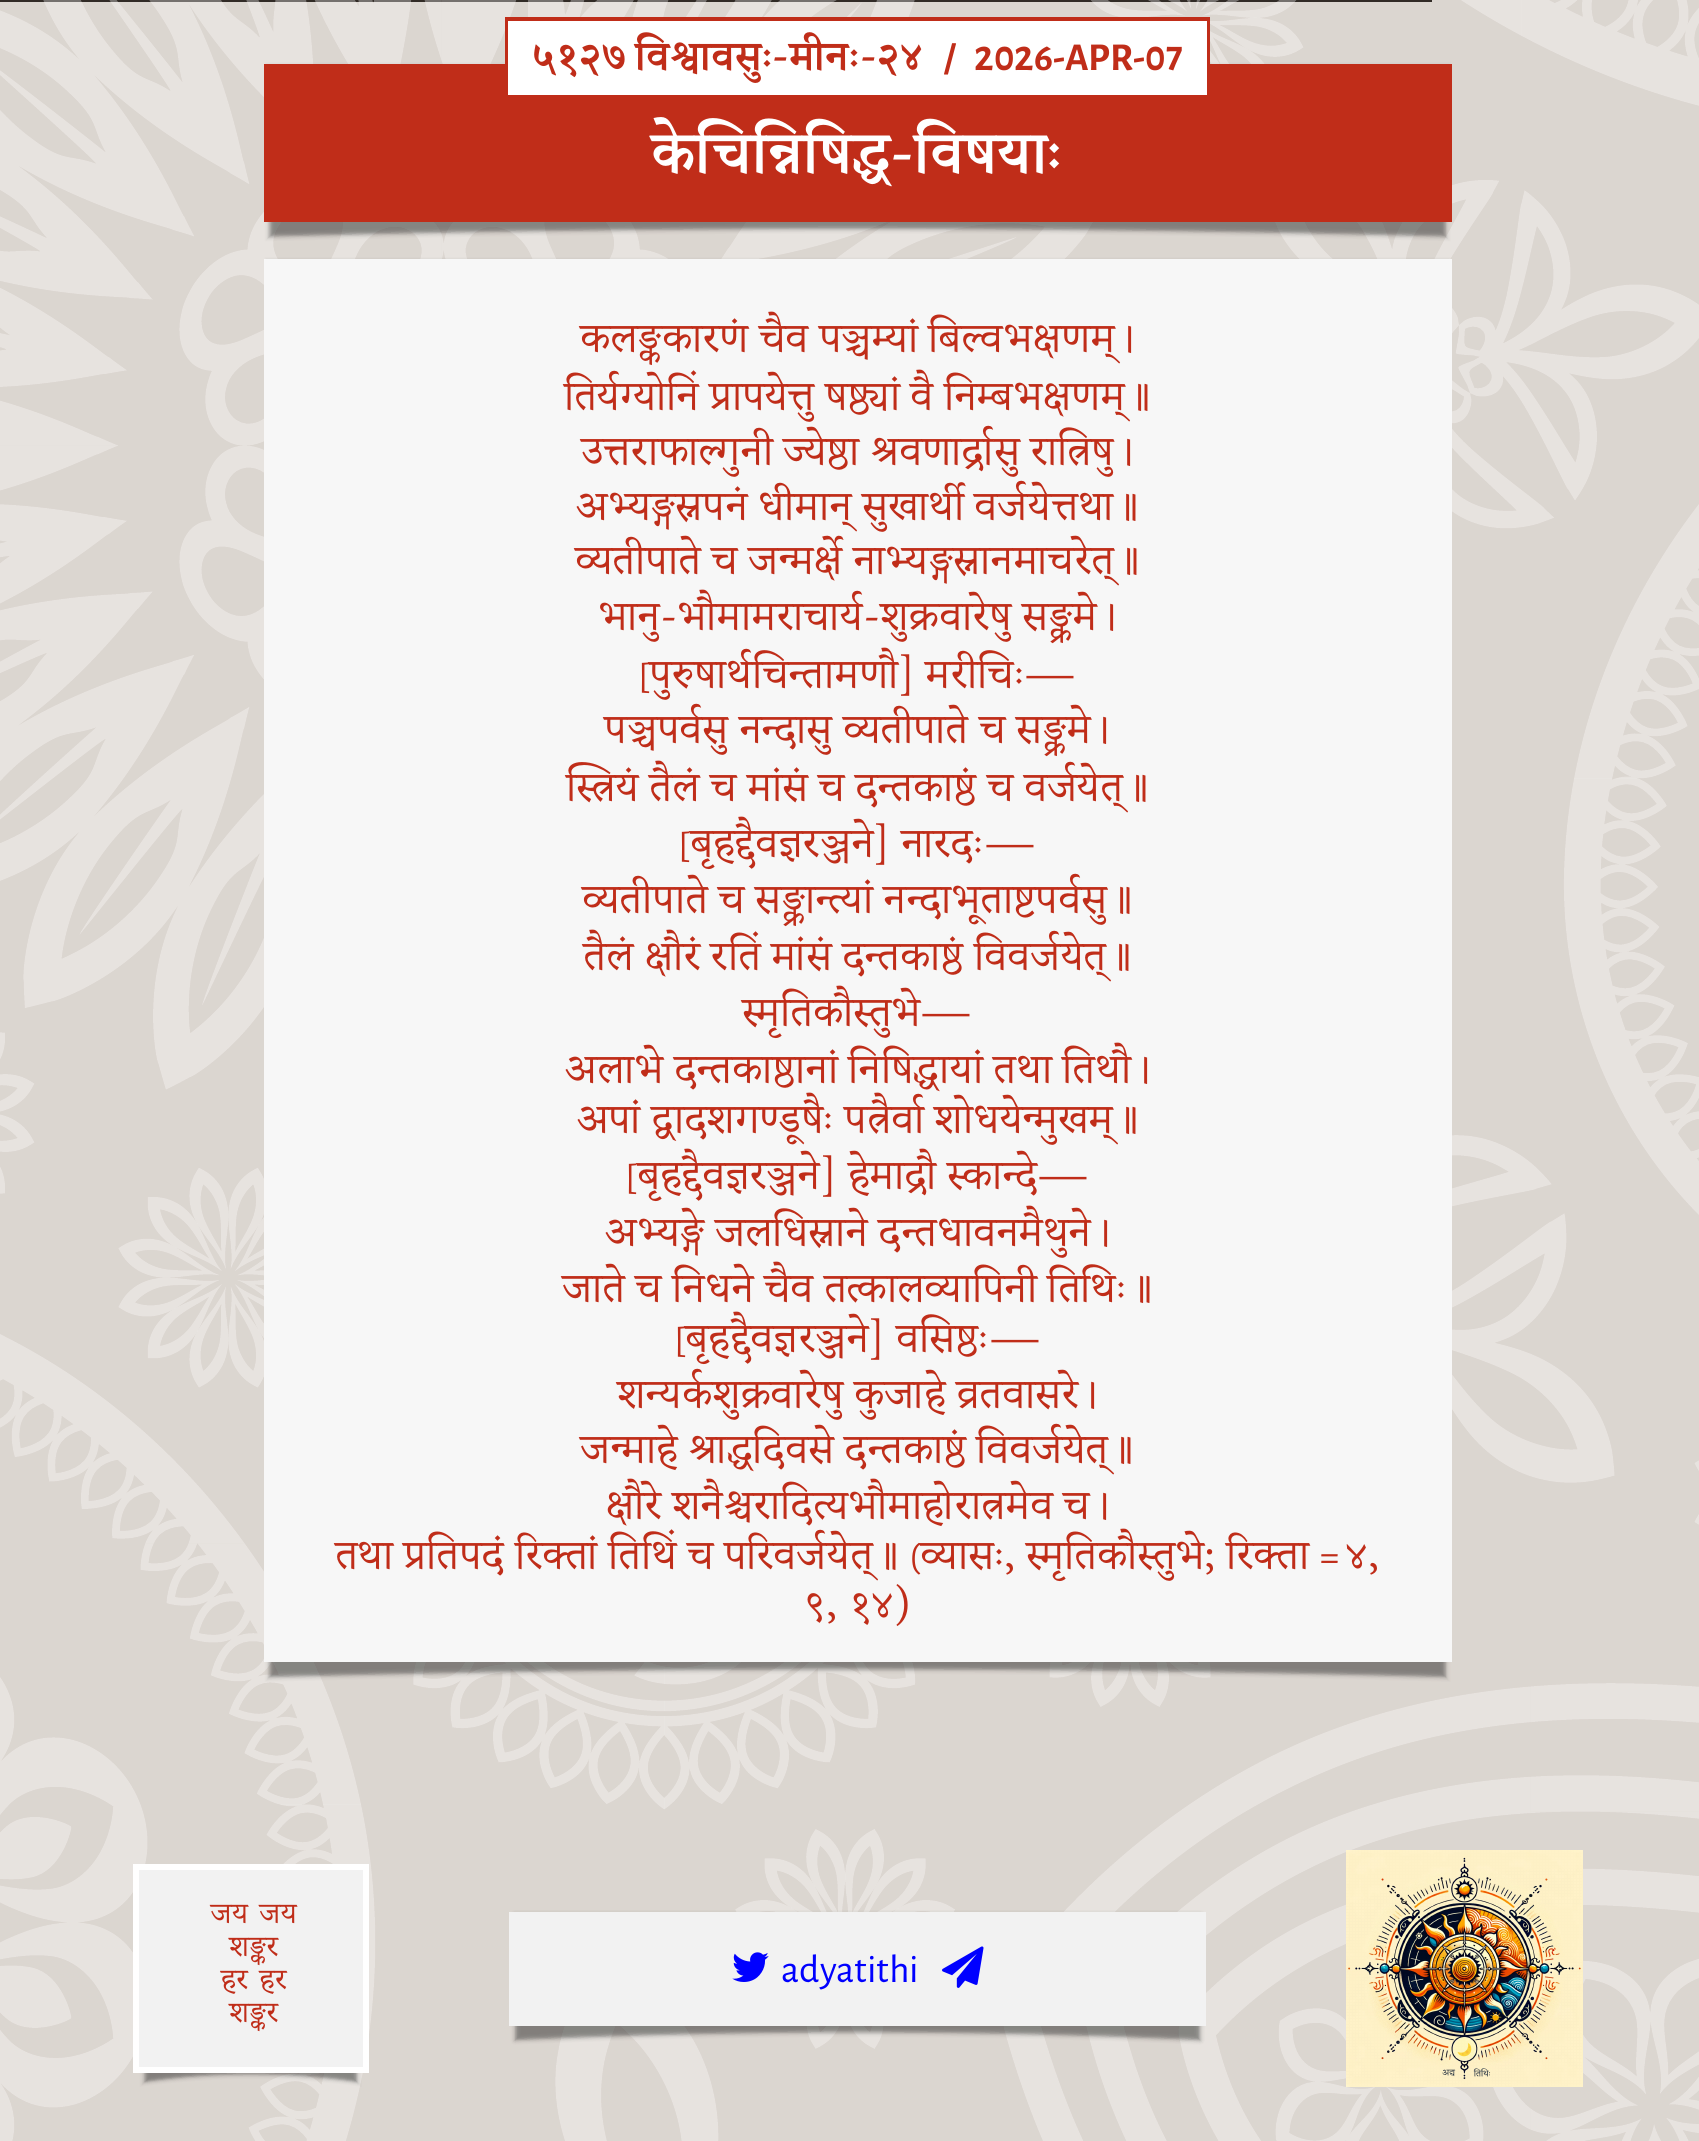 ५१२७ विश्वावसुः-मीनः-२४ / 2026-APR-07
केचिन्निषिद्ध-विषयाः
कलङ्ककारणं चैव पञ्चम्यां बिल्वभक्षणम्।
तिर्यग्योनिं प्रापयेत्तु षष्ठ्यां वै निम्बभक्षणम्॥
उत्तराफाल्गुनी ज्येष्ठा श्रवणार्द्रासु रात्रिषु।
अभ्यङ्गस्नपनं धीमान् सुखार्थी वर्जयेत्तथा॥
व्यतीपाते च जन्मर्क्षे नाभ्यङ्गस्नानमाचरेत्॥
भानु-भौमामराचार्य-शुक्रवारेषु सङ्क्रमे।
[पुरुषार्थचिन्तामणौ] मरीचिः—
पञ्चपर्वसु नन्दासु व्यतीपाते च सङ्क्रमे।
स्त्रियं तैलं च मांसं च दन्तकाष्ठं च वर्जयेत्॥
[बृहद्दैवज्ञरञ्जने] नारदः—
व्यतीपाते च सङ्क्रान्त्यां नन्दाभूताष्टपर्वसु॥
तैलं क्षौरं रतिं मांसं दन्तकाष्ठं विवर्जयेत्॥
स्मृतिकौस्तुभे—
अलाभे दन्तकाष्ठानां निषिद्धायां तथा तिथौ।
अपां द्वादशगण्डूषैः पत्रैर्वा शोधयेन्मुखम्॥
[बृहद्दैवज्ञरञ्जने] हेमाद्रौ स्कान्दे—
अभ्यङ्गे जलधिस्नाने दन्तधावनमैथुने।
जाते च निधने चैव तत्कालव्यापिनी तिथिः॥
[बृहद्दैवज्ञरञ्जने] वसिष्ठः—
शन्यर्कशुक्रवारेषु कुजाहे व्रतवासरे।
जन्माहे श्राद्धदिवसे दन्तकाष्ठं विवर्जयेत्॥
क्षौरे शनैश्चरादित्यभौमाहोरात्रमेव च।
तथा प्रतिपदं रिक्तां तिथिं च परिवर्जयेत्॥ (व्यासः, स्मृतिकौस्तुभे; रिक्ता = ४,
९, १४)
जय जय
शङ्कर
हर हर
शङ्कर
adyatithi
अद्य तिथिः